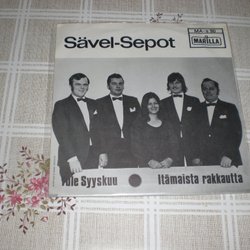 Sävel-Sepot
MARILLA
Tule Syyskuu
Itämaista rakkautta